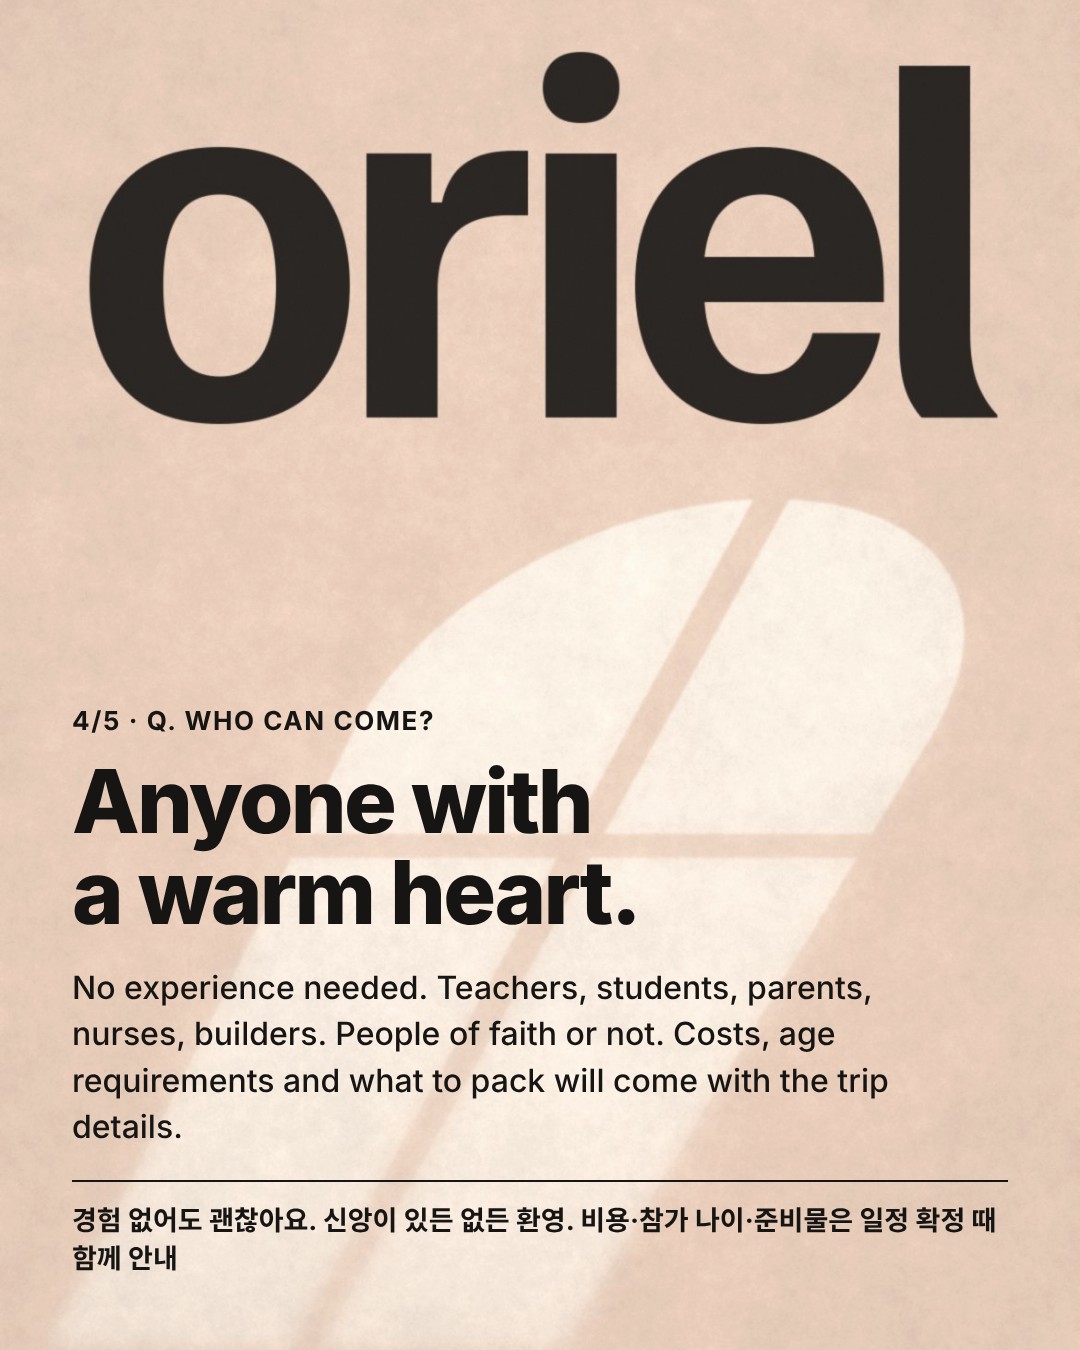 oriel
4/5 · Q. WHO CAN COME?
Anyone with
a warm heart.
No experience needed. Teachers, students, parents,
nurses, builders. People of faith or not. Costs, age
requirements and what to pack will come with the trip
details.
경험 없어도 괜찮아요. 신앙이 있든 없든 환영. 비용·참가 나이·준비물은 일정 확정 때
함께 안내